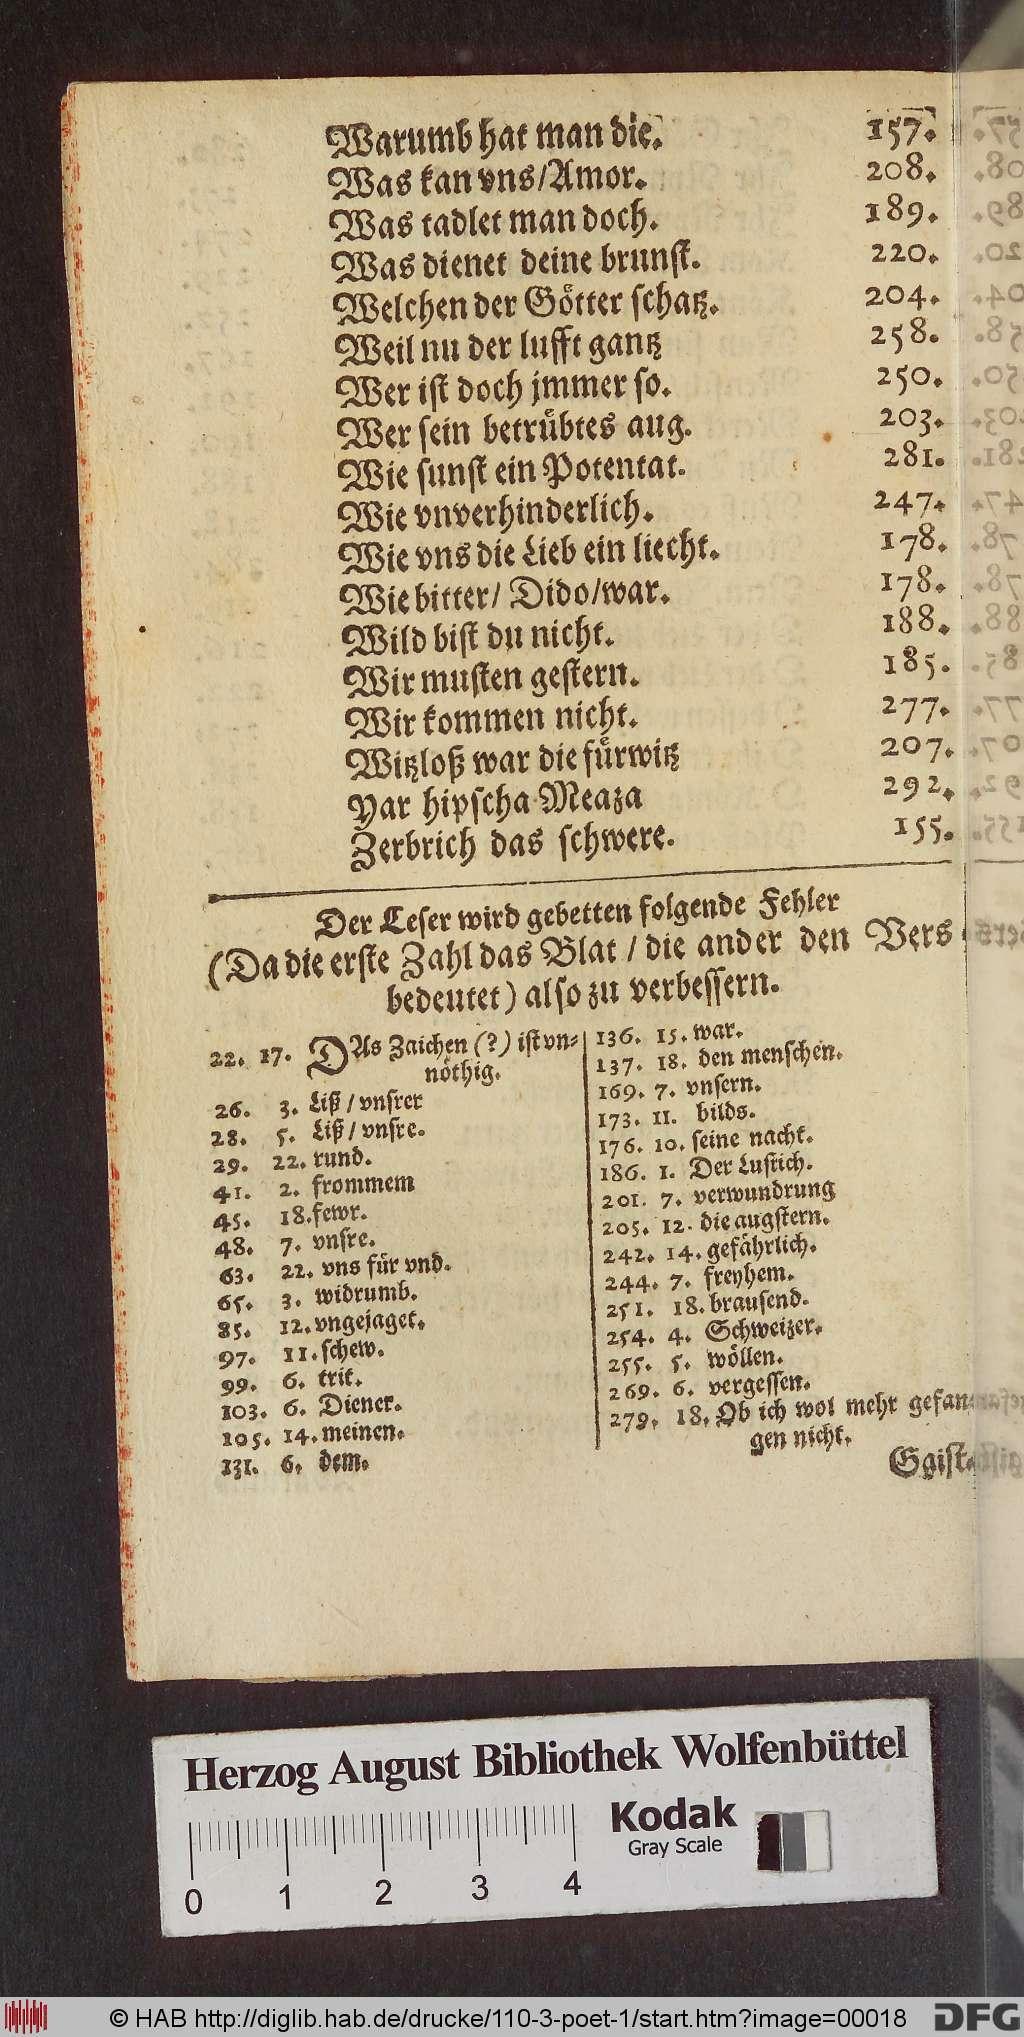 Warumb hat man die. 157.
Was kan vns/Amor. 208.
Was tadlet man doch. 189.
Was dienet deine brunst. 220.
Welchen der Götter schatz. 204.
Weil nu der lufft gantz 258.
Wer ist doch jmmer so. 250.
Wer sein betrübtes aug. 203.
Wie sunst ein Potentat. 281.
Wie vnverhinderlich. 247.
Wie vns die Lieb ein liecht. 178.
Wie bitter/ Dido/war. 178.
Wild bist du nicht. 188.
Wir musten gestern. 185.
Wir kommen nicht. 277.
Witzloß war die fürwitz 207.
Yar hipscha Meaza 292.
Zerbrich das schwere. 155.
Der Leser wird gebetten folgende Fehler
(Da die erste Zahl das Blat / die ander den Vers
bedeutet) also zu verbessern.
22. 17. DAs Zaichen (?) ist vn-
nöthig.
26. 3. Liß / vnsrer
28. 5. Liß / vnsre.
29. 22. rund.
41. 2. frommem
45. 18. fewr.
48. 7. vnsre.
63. 22. vns für vnd.
65. 3. widrumb.
85. 12. vngejaget.
97. 11. schew.
99. 6. trit.
103. 6. Diener.
105. 14. meinen.
131. 6. dem.
136. 15. war.
137. 18. den menschen.
169. 7. vnsern.
173. 11. bilds.
176. 10. seine nacht.
186. 1. Der Lustich.
201. 7. verwundrung
205. 12. die augstern.
242. 14. gefährlich.
244. 7. freyhem.
251. 18. brausend.
254. 4. Schweizer.
255. 5. wöllen.
269. 6. vergessen.
279. 18. Ob ich wol mehr gefan-
gen nicht.
Gaist-
Herzog August Bibliothek Wolfenbüttel
Kodak
Gray Scale
0 1 2 3 4
© HAB http://diglib.hab.de/drucke/110-3-poet-1/start.htm?image=00018
DFG